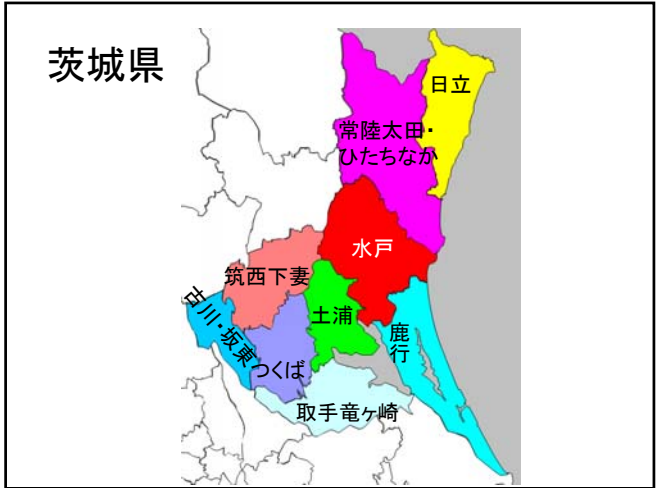 茨城県
日立
常陸太田・
ひたちなか
水戸
筑西下妻
土浦
古川・坂東
つくば
鹿
行
取手竜ヶ崎